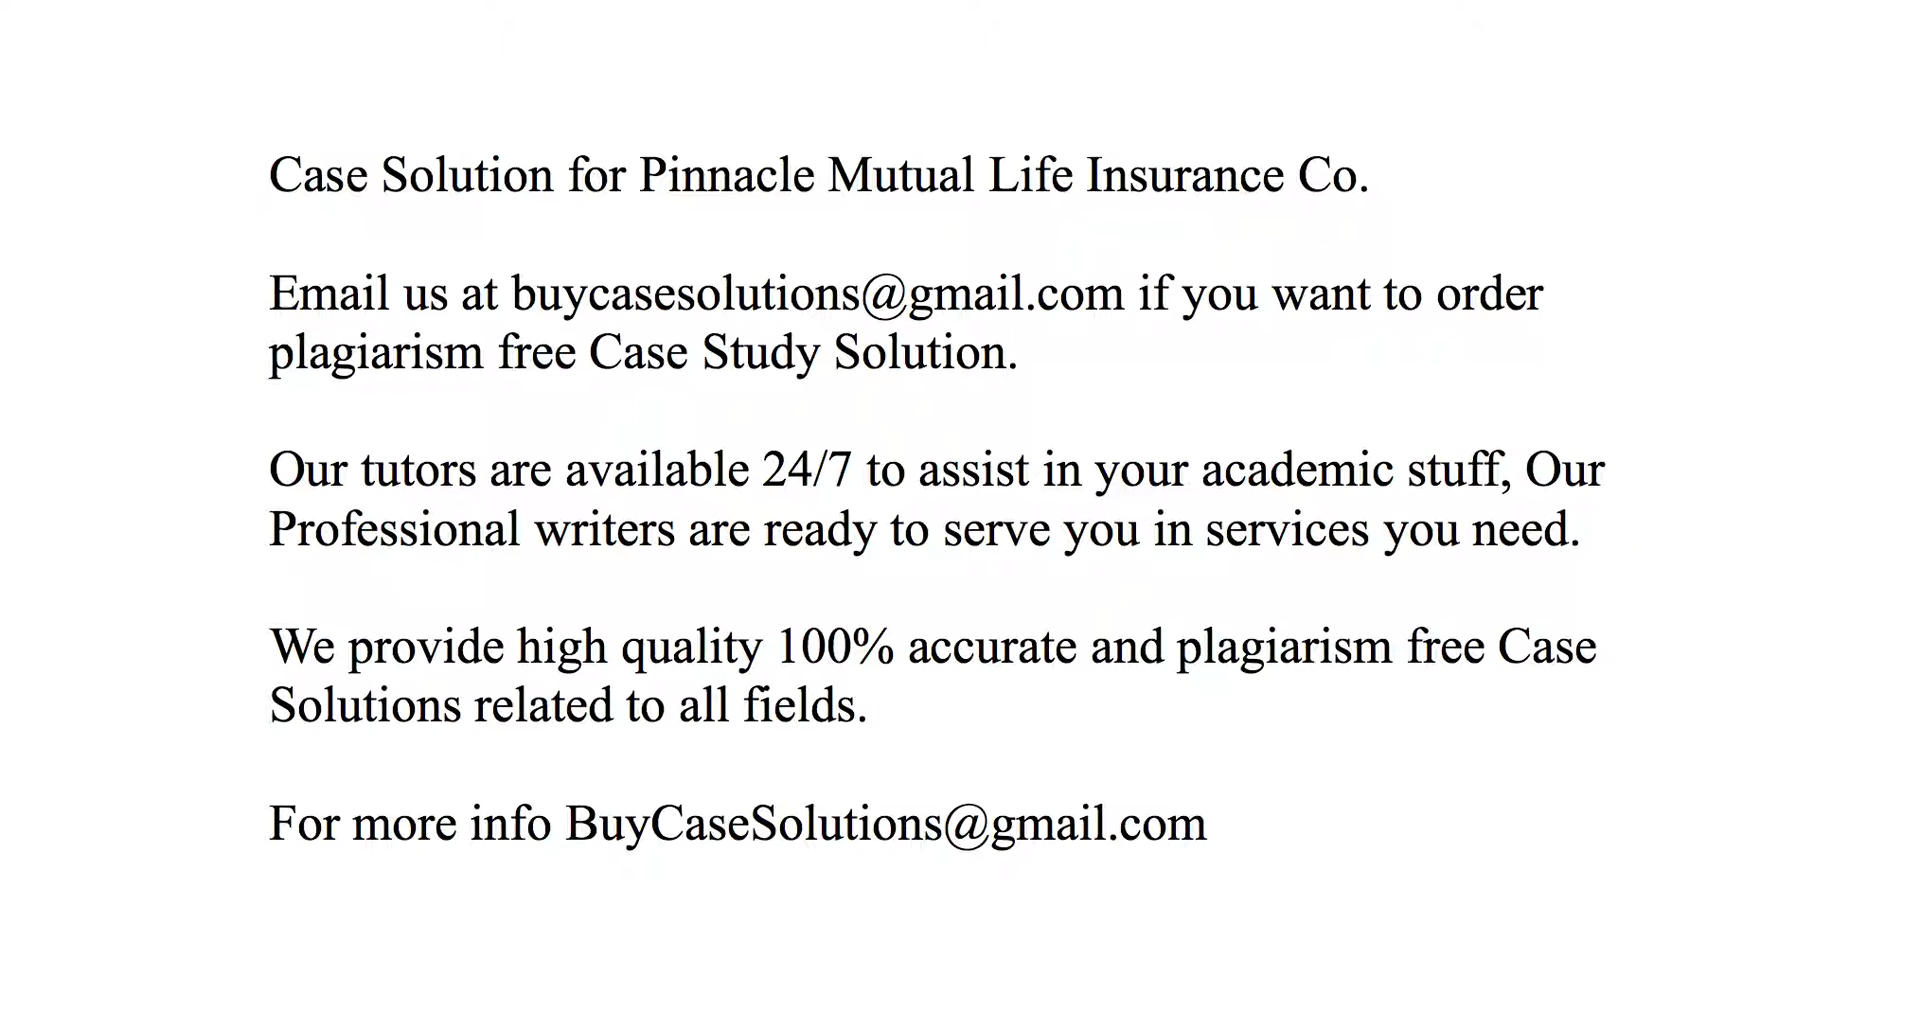 Case Solution for Pinnacle Mutual Life Insurance Co.
Email us at buycasesolutions@gmail.com if you want to order
plagiarism free Case Study Solution.
Our tutors are available 24/7 to assist in your academic stuff, Our
Professional writers are ready to serve you in services you need.
We provide high quality 100% accurate and plagiarism free Case
Solutions related to all fields.
For more info BuyCaseSolutions@gmail.com